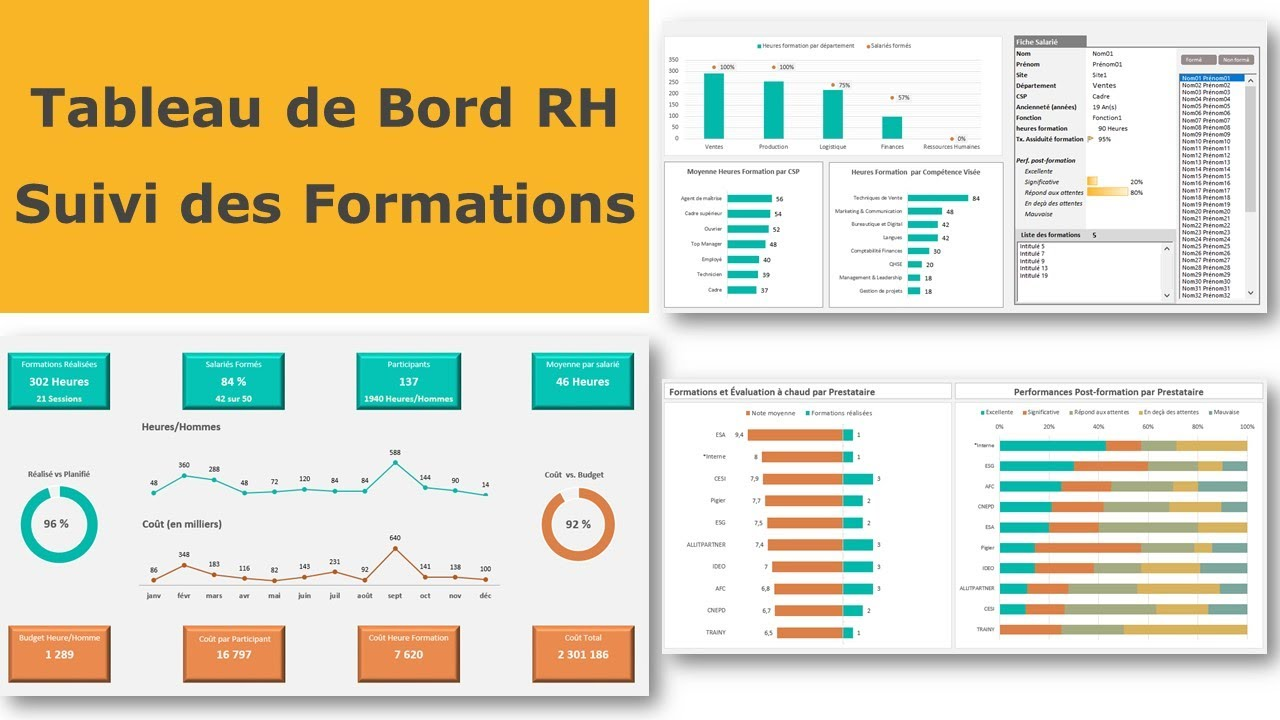 Tableau de Bord RH
Suivi des Formations
Heures formation par département
Salariés formés
350
300
250
200
150
100
50
0
100%
100%
75%
57%
0%
Ventes
Production
Logistique
Finances
Ressources Humaines
Moyenne Heures Formation par CSP
Agent de maîtrise 56
Cadre supérieur 54
Ouvrier 52
Top Manager 48
Employé 40
Technicien 39
Cadre 37
Heures Formation par Compétence Visée
Techniques de Vente 84
Marketing & Communication 48
Bureautique et Digital 42
Langues 42
Comptabilité Finances 30
QHSE 20
Management & Leadership 18
Gestion de projets 18
Fiche Salarié
Nom Nom01
Prénom Prénom01
Site Site1
Département Ventes
CSP Cadre
Ancienneté (années) 19 An(s)
Fonction Fonction1
heures formation 90 Heures
Tx. Assiduité formation 95%
Perf. post-formation
Excellente
Significative 20%
Répond aux attentes 80%
En deçà des attentes
Mauvaise
Liste des formations 5
Intitulé 5
Intitulé 7
Intitulé 9
Intitulé 13
Intitulé 19
Formé
Non formé
Nom01 Prénom01
Nom02 Prénom02
Nom03 Prénom03
Nom04 Prénom04
Nom05 Prénom05
Nom06 Prénom06
Nom07 Prénom07
Nom08 Prénom08
Nom09 Prénom09
Nom10 Prénom10
Nom11 Prénom11
Nom12 Prénom12
Nom13 Prénom13
Nom14 Prénom14
Nom15 Prénom15
Nom16 Prénom16
Nom17 Prénom17
Nom18 Prénom18
Nom19 Prénom19
Nom20 Prénom20
Nom21 Prénom21
Nom22 Prénom22
Nom23 Prénom23
Nom24 Prénom24
Nom25 Prénom25
Nom26 Prénom26
Nom27 Prénom27
Nom28 Prénom28
Nom29 Prénom29
Nom30 Prénom30
Nom31 Prénom31
Nom32 Prénom32
Formations Réalisées
302 Heures
21 Sessions
Salariés Formés
84 %
42 sur 50
Participants
137
1940 Heures/Hommes
Moyenne par salarié
46 Heures
Heures/Hommes
48 360 288 48 72 120 84 84 588 144 90 14
Réalisé vs Planifié
96 %
Coût vs. Budget
92 %
Coût (en milliers)
86 348 183 116 82 143 231 92 640 141 138 100
janv févr mars avr mai juin juil août sept oct nov déc
Budget Heure/Homme
1 289
Coût par Participant
16 797
Coût Heure Formation
7 620
Coût Total
2 301 186
Formations et Évaluation à chaud par Prestataire
Note moyenne
Formations réalisées
ESA 9,4 1
*Interne 8 1
CESI 7,9 3
Pigier 7,7 2
ESG 7,5 2
ALLITPARTNER 7,4 3
IDEO 7 3
AFC 6,8 3
CNEPD 6,7 2
TRAINY 6,5 1
Performances Post-formation par Prestataire
Excellente
Significative
Répond aux attentes
En deçà des attentes
Mauvaise
0% 20% 40% 60% 80% 100%
*Interne
ESG
AFC
CNEPD
ESA
Pigier
IDEO
ALLITPARTNER
CESI
TRAINY